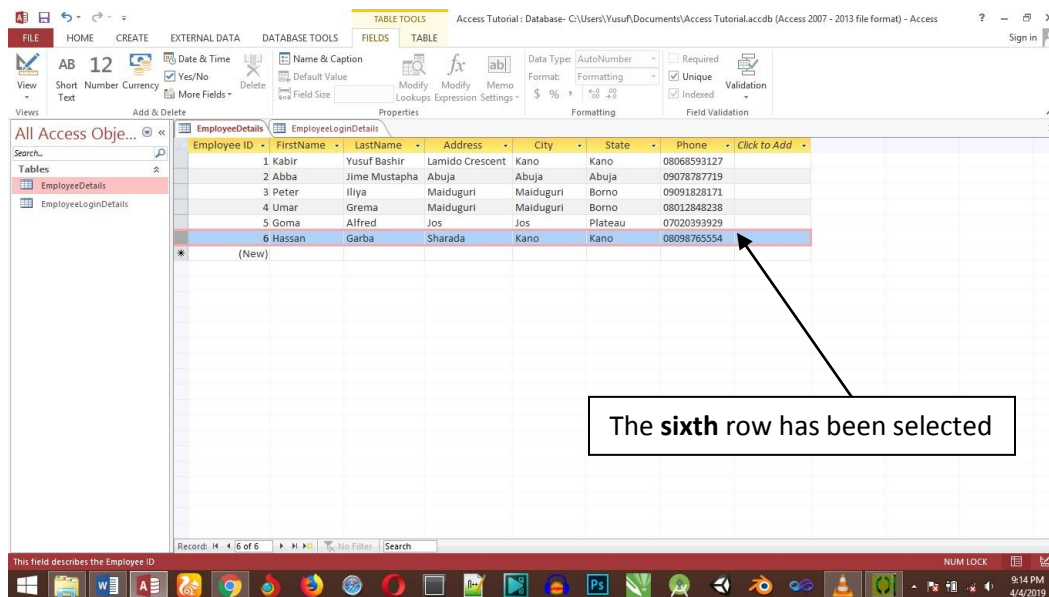 TABLE TOOLS Access Tutorial : Database- C:\Users\Yusuf\Documents\Access Tutorial.accdb (Access 2007 - 2013 file format) - Access ?
FILE HOME CREATE EXTERNAL DATA DATABASE TOOLS FIELDS TABLE Sign in
View
AB Short Text
12 Number
Currency
Date & Time
Yes/No
More Fields
Delete
Name & Caption
Default Value
Field Size
Modify Lookups
fx Modify Expression
ab Memo Settings
Data Type: AutoNumber
Format: Formatting
$ % , .00
Required
Unique
Indexed
Validation
Views Add & Delete Properties Formatting Field Validation
All Access Obje... «
Search...
Tables
EmployeeDetails
EmployeeLoginDetails
EmployeeDetails EmployeeLoginDetails
Employee ID FirstName LastName Address City State Phone Click to Add
1 Kabir Yusuf Bashir Lamido Crescent Kano Kano 08068593127
2 Abba Jime Mustapha Abuja Abuja Abuja 09078787719
3 Peter Iliya Maiduguri Maiduguri Borno 09091828171
4 Umar Grema Maiduguri Maiduguri Borno 08012848238
5 Goma Alfred Jos Jos Plateau 07020393929
6 Hassan Garba Sharada Kano Kano 08098765554
* (New)
The sixth row has been selected
Record: 6 of 6 No Filter Search
This field describes the Employee ID NUM LOCK
W A Ps
9:14 PM
4/4/2019